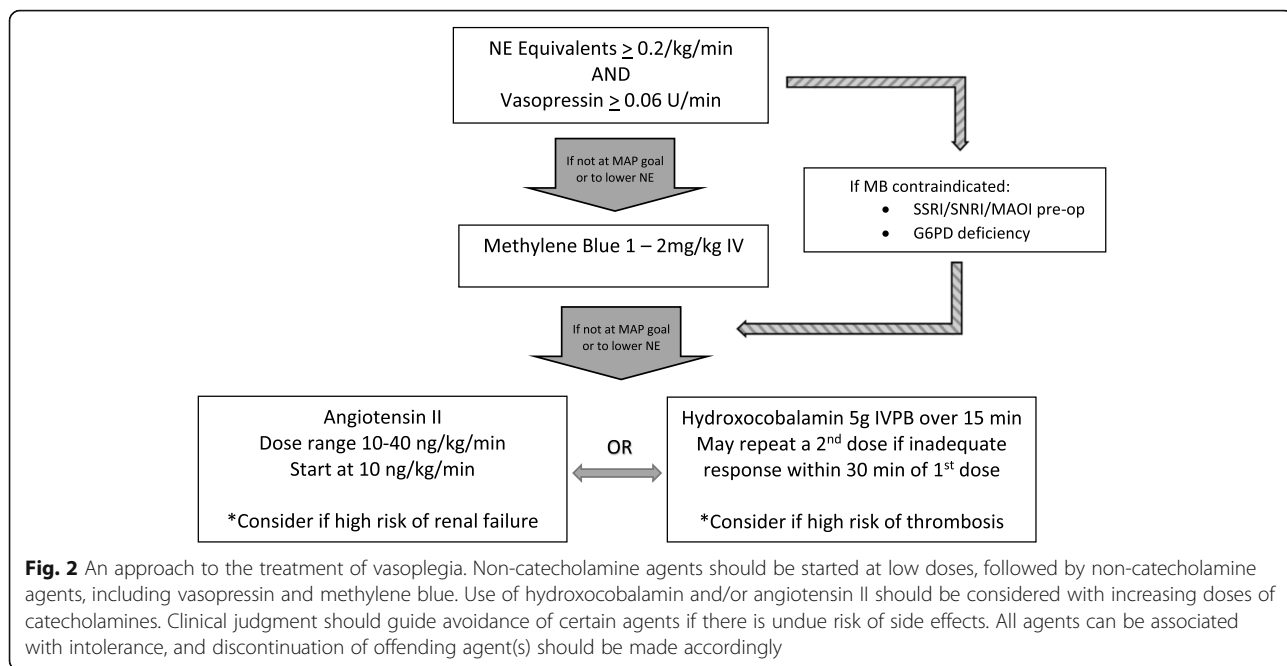 NE Equivalents ≥ 0.2/kg/min
AND
Vasopressin ≥ 0.06 U/min
If not at MAP goal
or to lower NE
If MB contraindicated:
• SSRI/SNRI/MAOI pre-op
• G6PD deficiency
Methylene Blue 1 – 2mg/kg IV
If not at MAP goal
or to lower NE
Angiotensin II
Dose range 10-40 ng/kg/min
Start at 10 ng/kg/min
*Consider if high risk of renal failure
OR
Hydroxocobalamin 5g IVPB over 15 min
May repeat a 2nd dose if inadequate
response within 30 min of 1st dose
*Consider if high risk of thrombosis
Fig. 2 An approach to the treatment of vasoplegia. Non-catecholamine agents should be started at low doses, followed by non-catecholamine
agents, including vasopressin and methylene blue. Use of hydroxocobalamin and/or angiotensin II should be considered with increasing doses of
catecholamines. Clinical judgment should guide avoidance of certain agents if there is undue risk of side effects. All agents can be associated
with intolerance, and discontinuation of offending agent(s) should be made accordingly